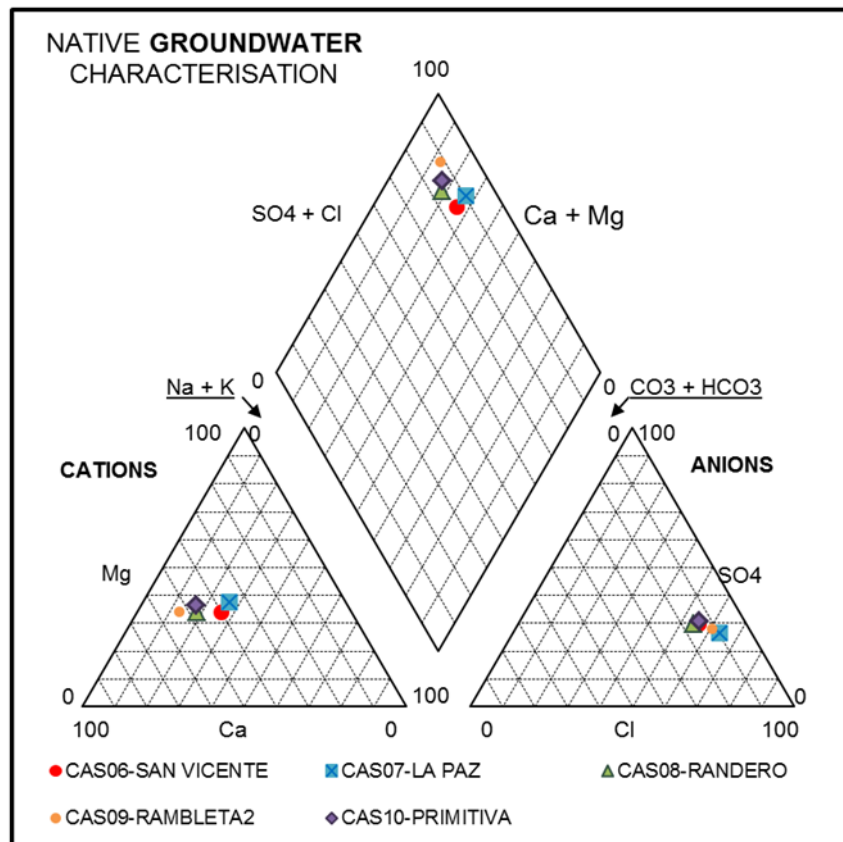 NATIVE GROUNDWATER
CHARACTERISATION
100
SO4 + Cl
Ca + Mg
Na + K
0
0
CO3 + HCO3
100
0
0
100
CATIONS
ANIONS
Mg
SO4
0
100
0
100
Ca
0
0
Cl
100
CAS06-SAN VICENTE
CAS07-LA PAZ
CAS08-RANDERO
CAS09-RAMBLETA2
CAS10-PRIMITIVA